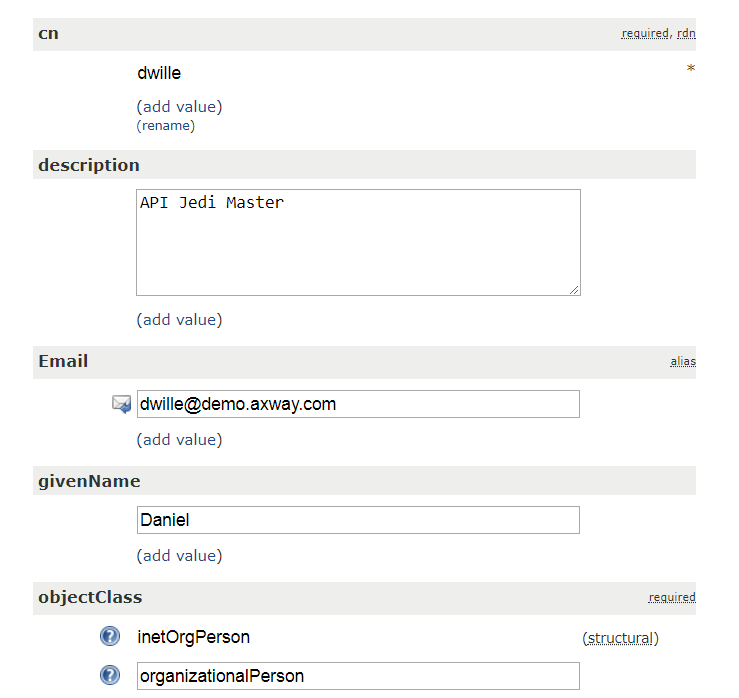 cn required, rdn
dwille *
(add value)
(rename)
description
API Jedi Master
(add value)
Email alias
dwille@demo.axway.com
(add value)
givenName
Daniel
(add value)
objectClass required
? inetOrgPerson (structural)
? organizationalPerson